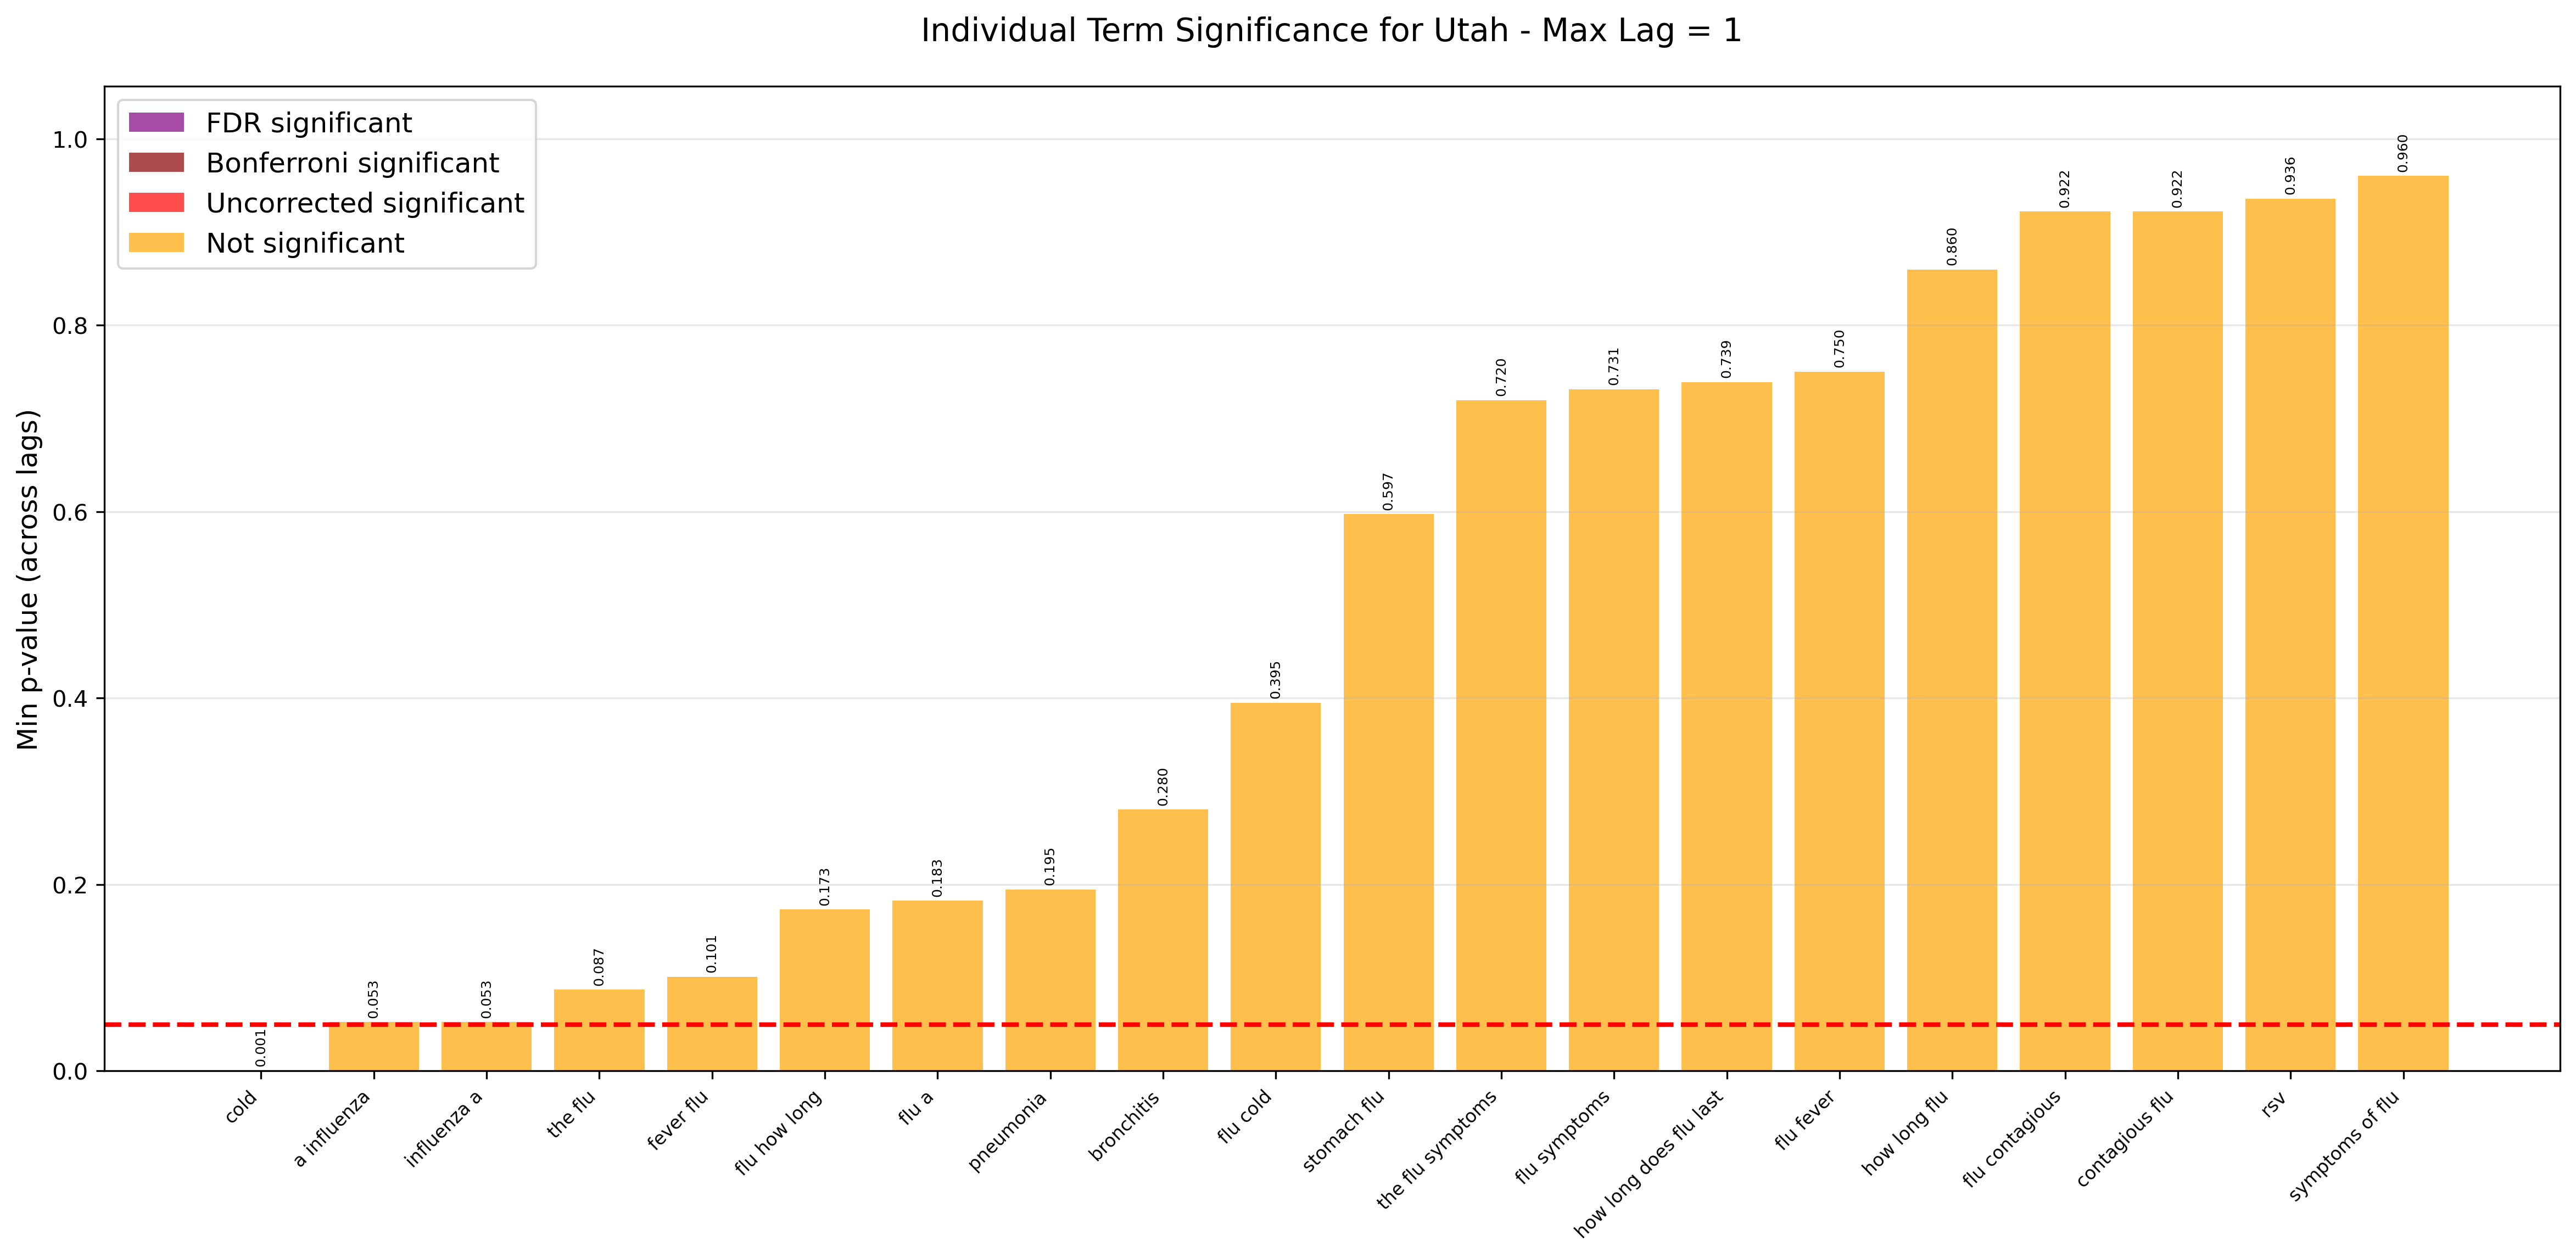 Individual Term Significance for Utah - Max Lag = 1
FDR significant
Bonferroni significant
Uncorrected significant
Not significant
Min p-value (across lags)
1.0
0.8
0.6
0.4
0.2
0.0
0.001
0.053
0.053
0.087
0.101
0.173
0.183
0.195
0.280
0.395
0.597
0.720
0.731
0.739
0.750
0.860
0.922
0.922
0.936
0.960
cold
a influenza
influenza a
the flu
fever flu
flu how long
flu a
pneumonia
bronchitis
flu cold
stomach flu
the flu symptoms
flu symptoms
how long does flu last
flu fever
how long flu
flu contagious
contagious flu
rsv
symptoms of flu